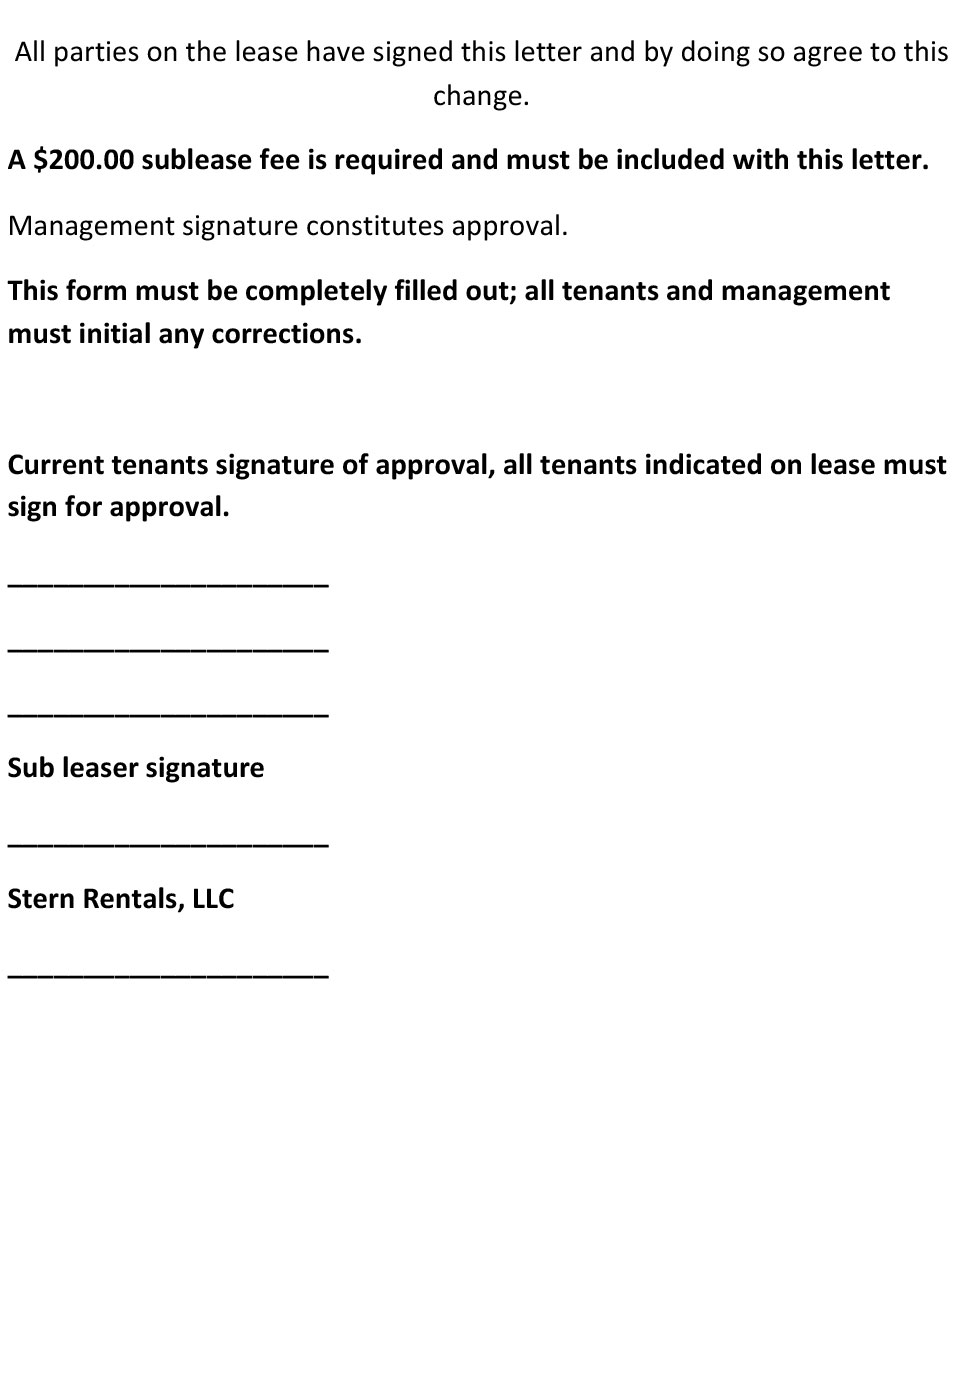 All parties on the lease have signed this letter and by doing so agree to this
change.
A $200.00 sublease fee is required and must be included with this letter.
Management signature constitutes approval.
This form must be completely filled out; all tenants and management
must initial any corrections.
Current tenants signature of approval, all tenants indicated on lease must
sign for approval.
_____________________
_____________________
_____________________
Sub leaser signature
_____________________
Stern Rentals, LLC
_____________________